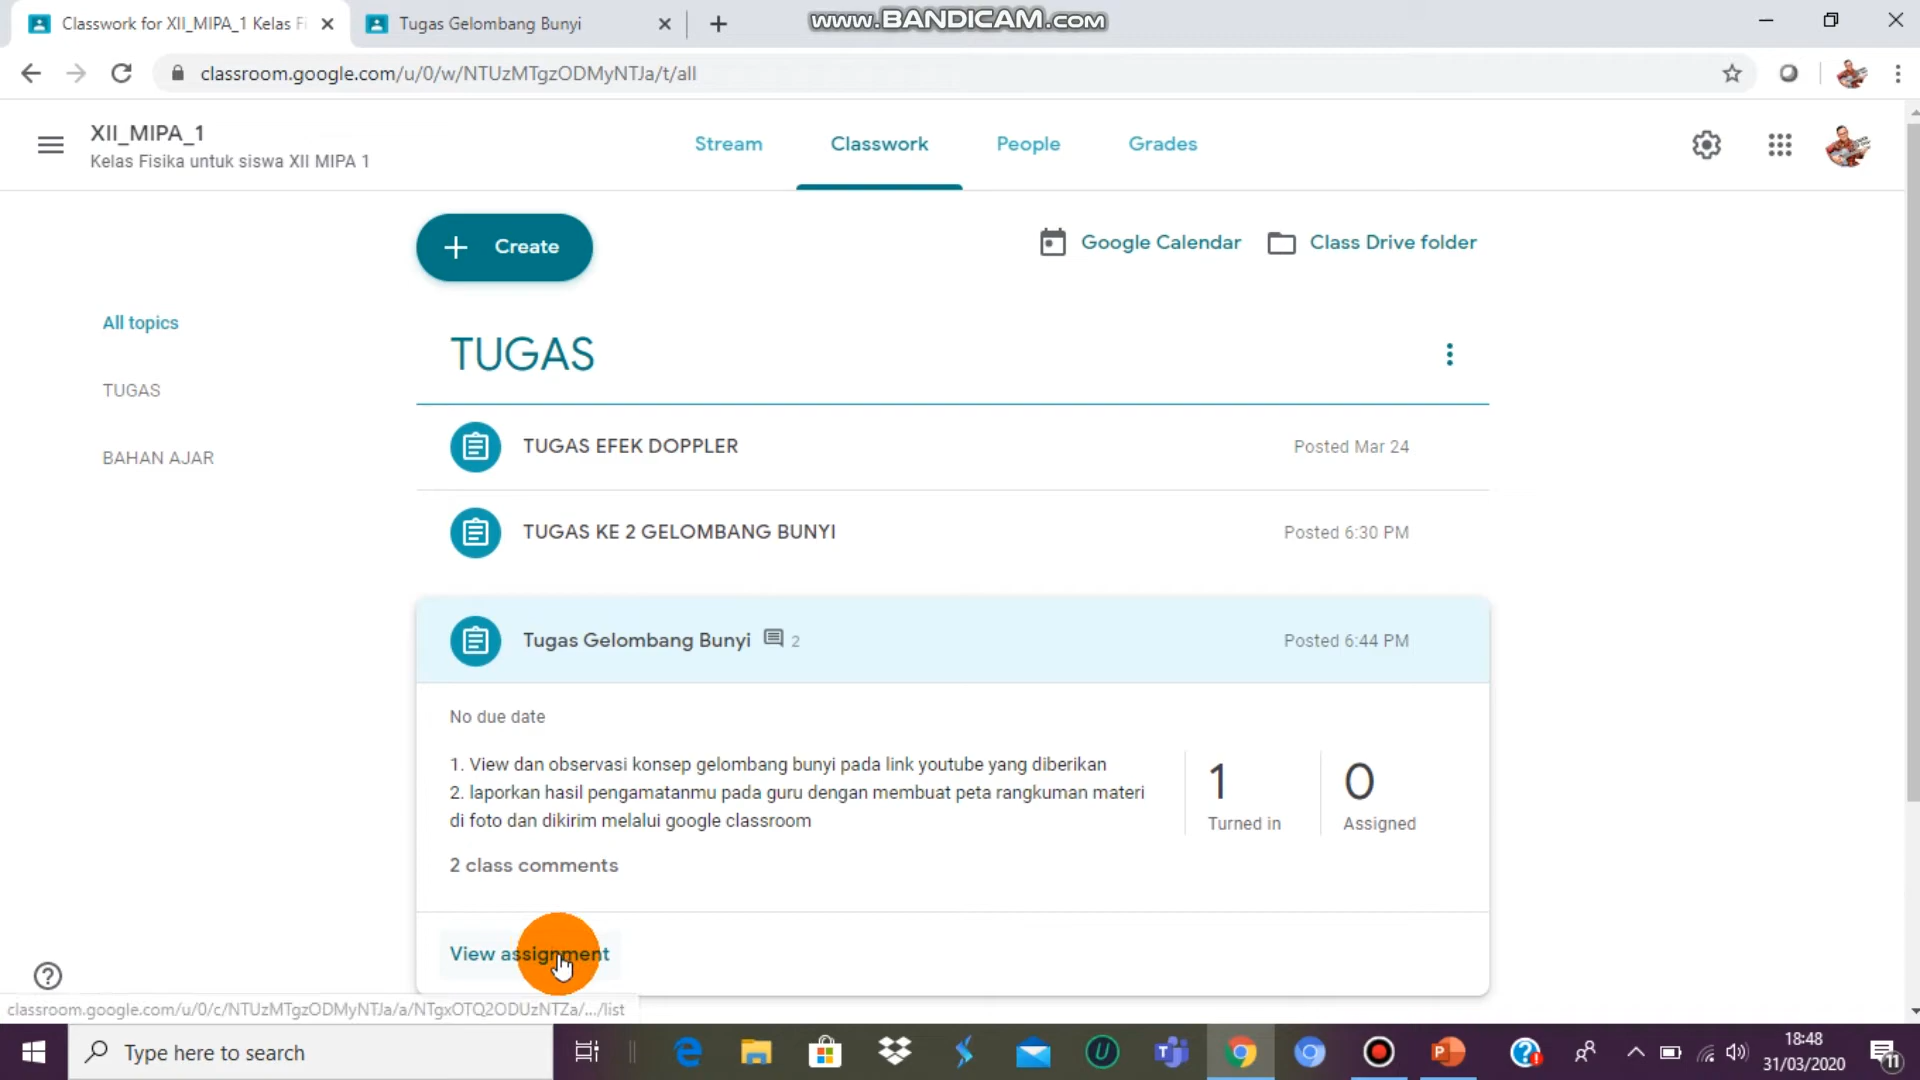 Classwork for XII_MIPA_1 Kelas Fi
Tugas Gelombang Bunyi
www.BANDICAM.com
classroom.google.com/u/0/w/NTUzMTgzODMyNTJa/t/all
XII_MIPA_1
Kelas Fisika untuk siswa XII MIPA 1
Stream
Classwork
People
Grades
Create
Google Calendar
Class Drive folder
All topics
TUGAS
BAHAN AJAR
TUGAS
TUGAS EFEK DOPPLER
Posted Mar 24
TUGAS KE 2 GELOMBANG BUNYI
Posted 6:30 PM
Tugas Gelombang Bunyi
2
Posted 6:44 PM
No due date
1. View dan observasi konsep gelombang bunyi pada link youtube yang diberikan
2. laporkan hasil pengamatanmu pada guru dengan membuat peta rangkuman materi
di foto dan dikirim melalui google classroom
1
Turned in
0
Assigned
2 class comments
View assignment
classroom.google.com/u/0/c/NTUzMTgzODMyNTJa/a/NTgxOTQ2ODUzNTZa/.../list
Type here to search
18:48
31/03/2020
11